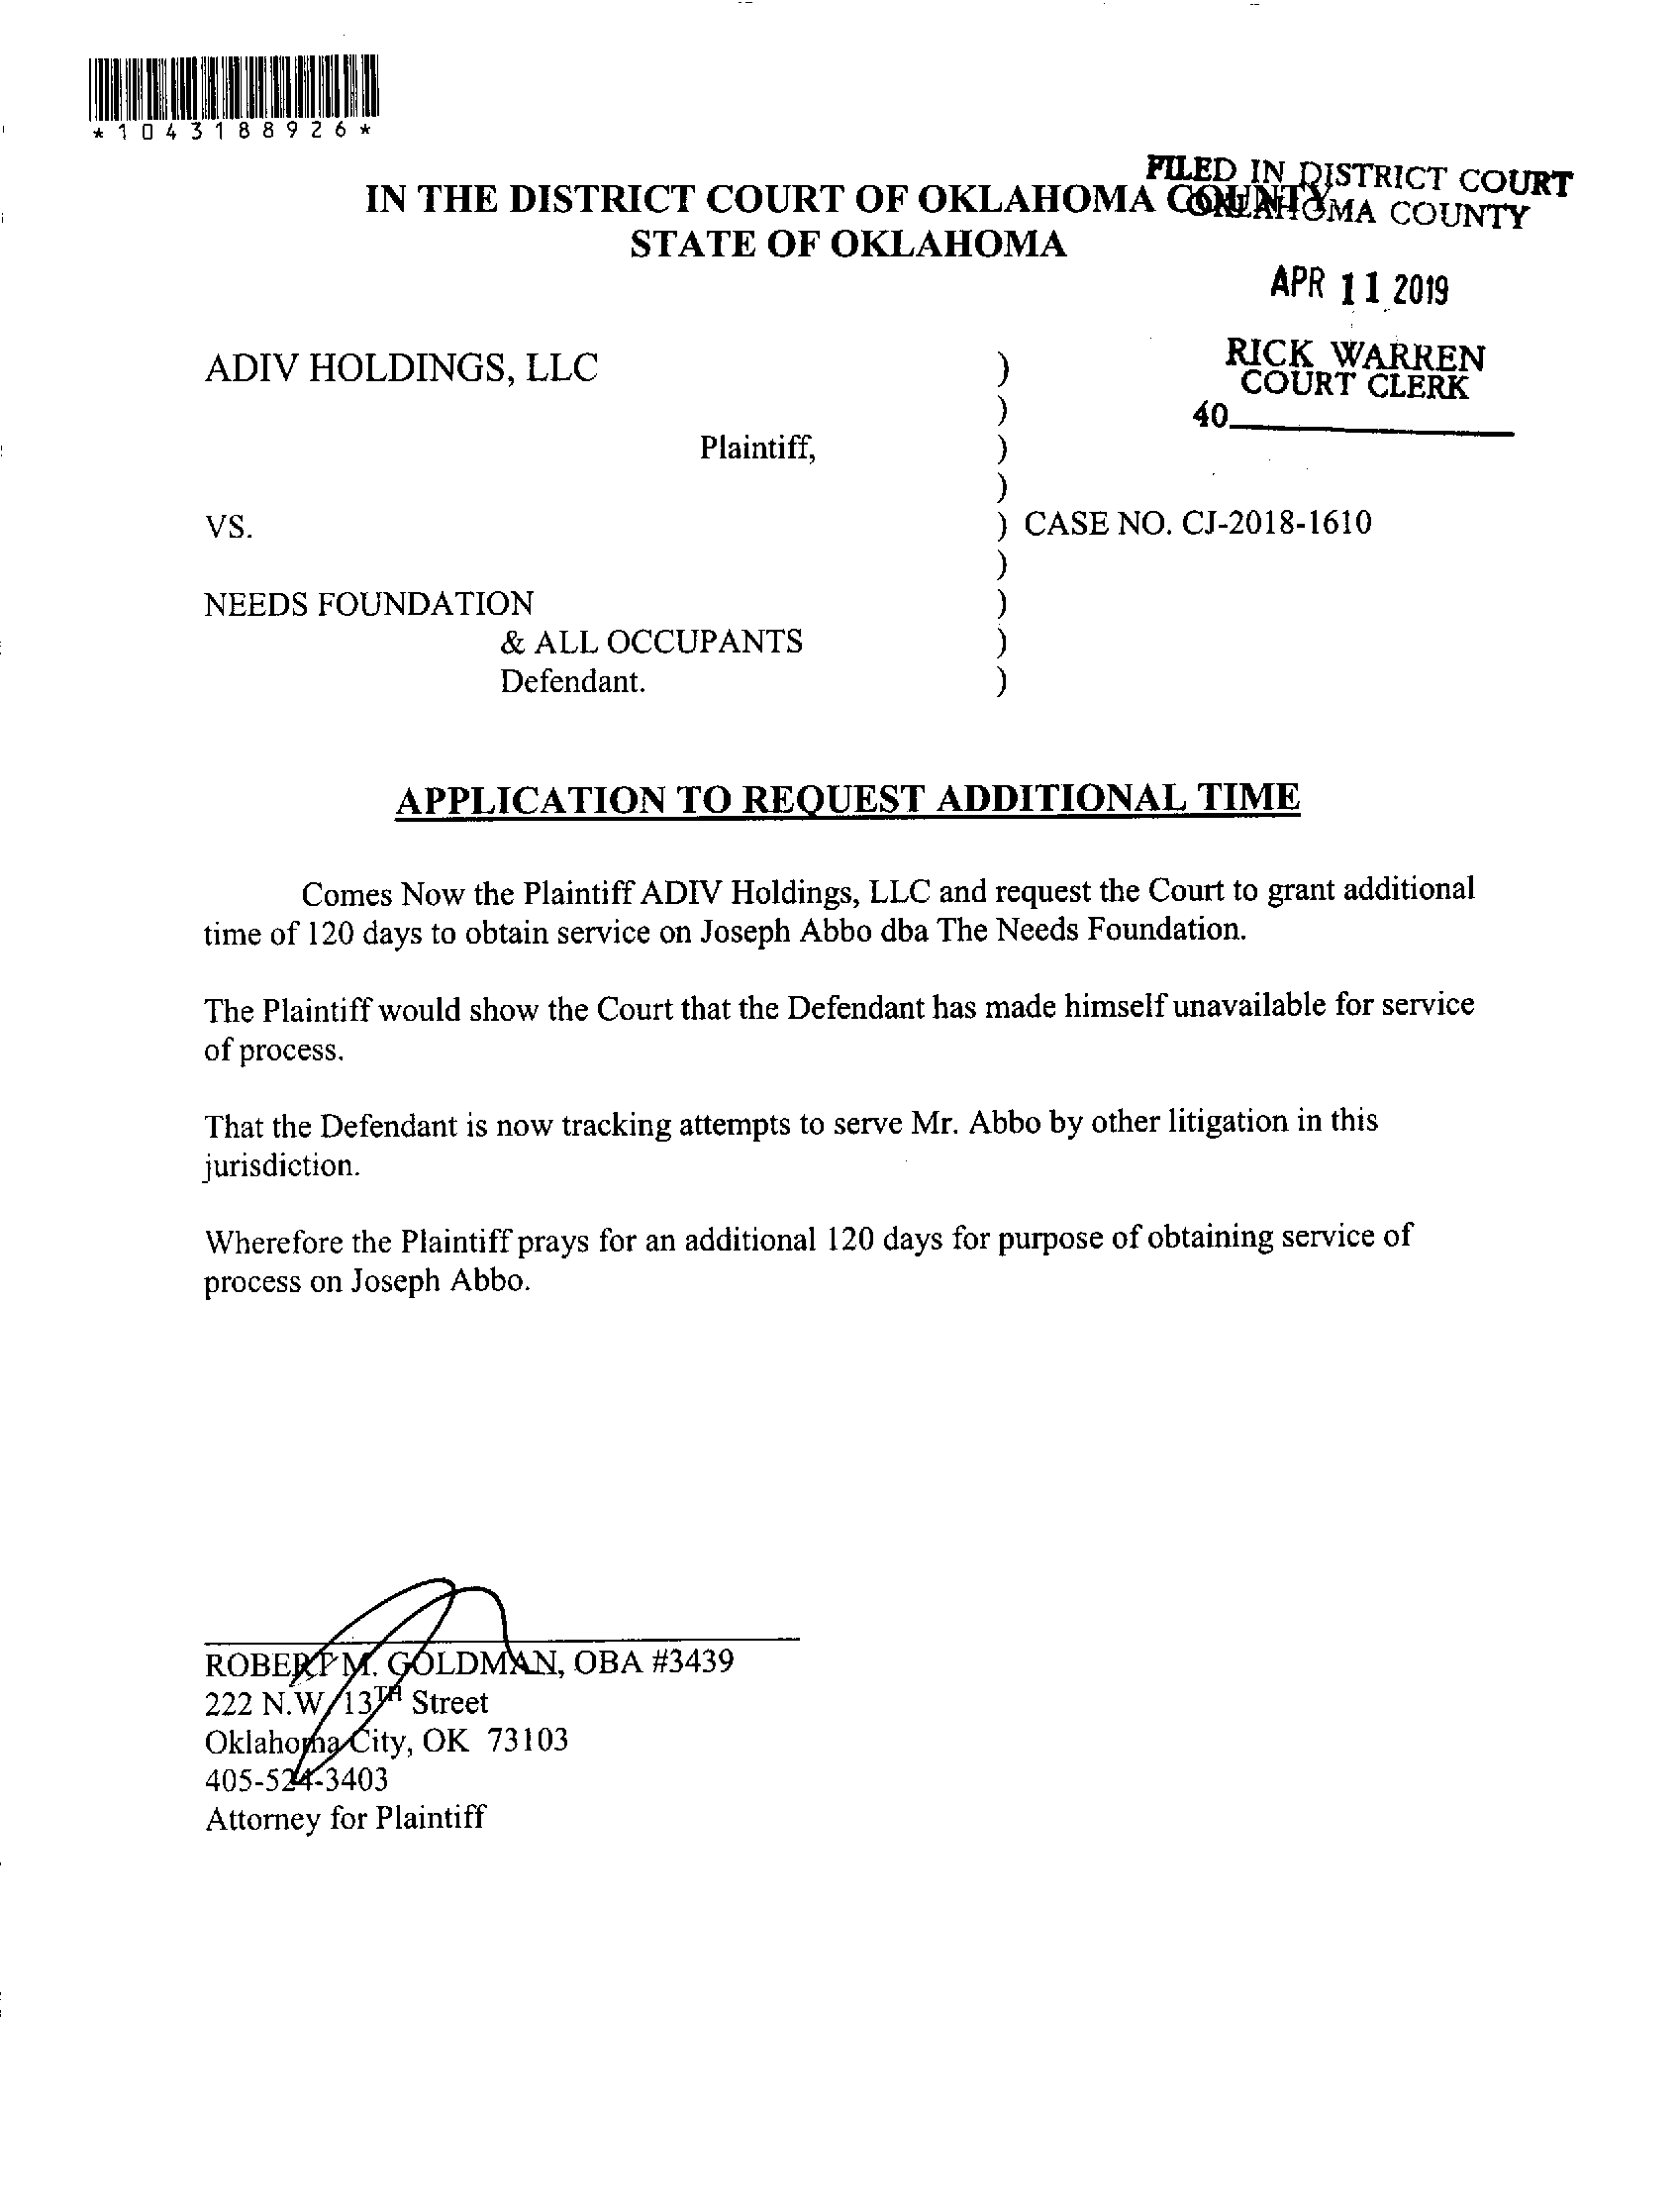 *1043188926*
FILED IN DISTRICT COURT
OKLAHOMA COUNTY
IN THE DISTRICT COURT OF OKLAHOMA COUNTY
STATE OF OKLAHOMA
APR 11 2019
RICK WARREN
COURT CLERK
40
ADIV HOLDINGS, LLC )
)
Plaintiff, )
)
VS. ) CASE NO. CJ-2018-1610
)
NEEDS FOUNDATION )
& ALL OCCUPANTS )
Defendant. )
APPLICATION TO REQUEST ADDITIONAL TIME
Comes Now the Plaintiff ADIV Holdings, LLC and request the Court to grant additional
time of 120 days to obtain service on Joseph Abbo dba The Needs Foundation.
The Plaintiff would show the Court that the Defendant has made himself unavailable for service
of process.
That the Defendant is now tracking attempts to serve Mr. Abbo by other litigation in this
jurisdiction.
Wherefore the Plaintiff prays for an additional 120 days for purpose of obtaining service of
process on Joseph Abbo.
ROBERT M. GOLDMAN, OBA #3439
222 N.W. 13TH Street
Oklahoma City, OK 73103
405-524-3403
Attorney for Plaintiff